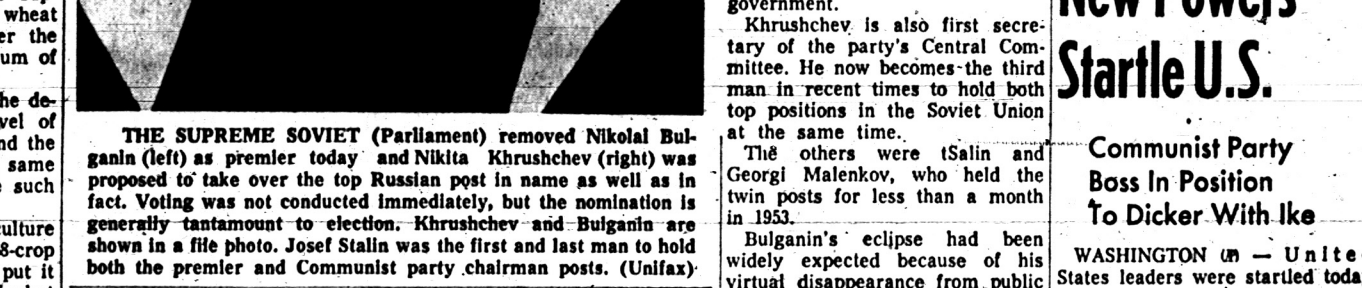 wheat
er the
um of
he de-
vel of
nd the
same
such
culture
8-crop
put it
THE SUPREME SOVIET (Parliament) removed Nikolai Bul-
ganin (left) as premier today and Nikita Khrushchev (right) was
proposed to take over the top Russian post in name as well as in
fact. Voting was not conducted immediately, but the nomination is
generally tantamount to election. Khrushchev and Bulganin are
shown in a file photo. Josef Stalin was the first and last man to hold
both the premier and Communist party chairman posts. (Unifax)
government.
Khrushchev is also first secre-
tary of the party's Central Com-
mittee. He now becomes the third
man in recent times to hold both
top positions in the Soviet Union
at the same time.
The others were tSalin and
Georgi Malenkov, who held the
twin posts for less than a month
in 1953.
Bulganin's eclipse had been
widely expected because of his
virtual disappearance from public
New Powers
Startle U.S.
Communist Party
Boss In Position
To Dicker With Ike
WASHINGTON — Unite
States leaders were startled toda